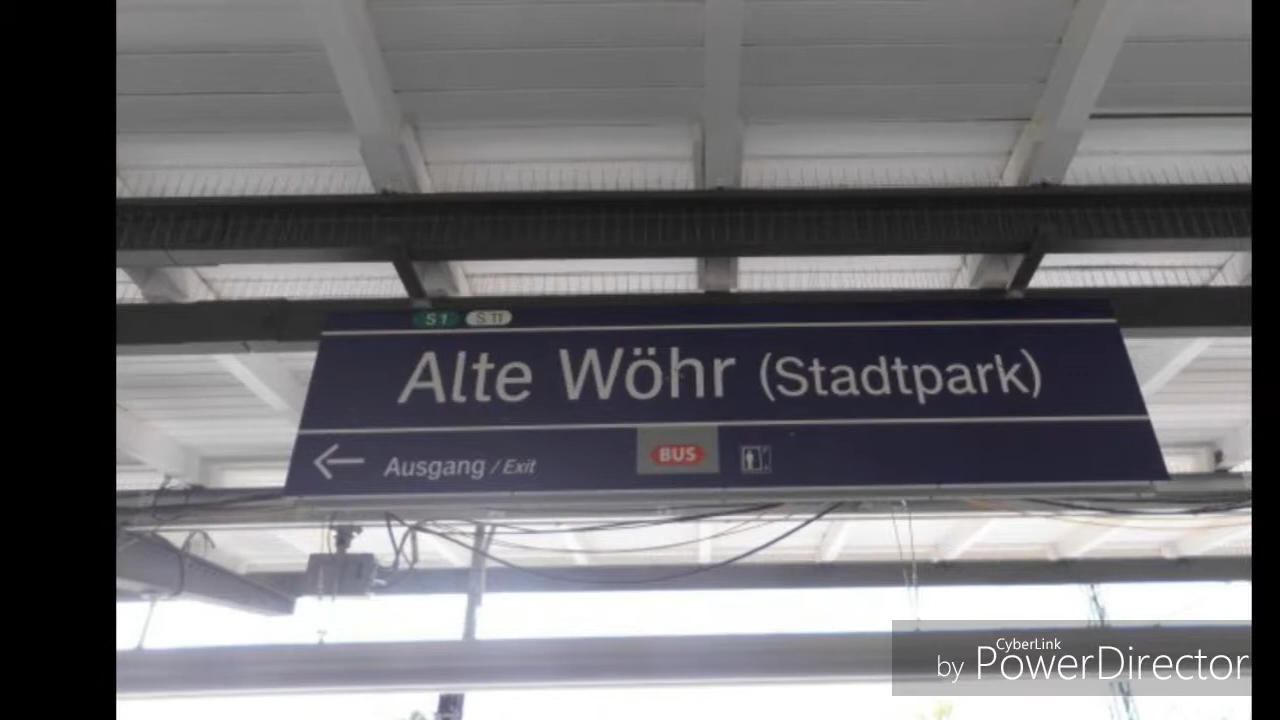 S1 S11
Alte Wöhr (Stadtpark)
Ausgang / Exit BUS
CyberLink
by PowerDirector